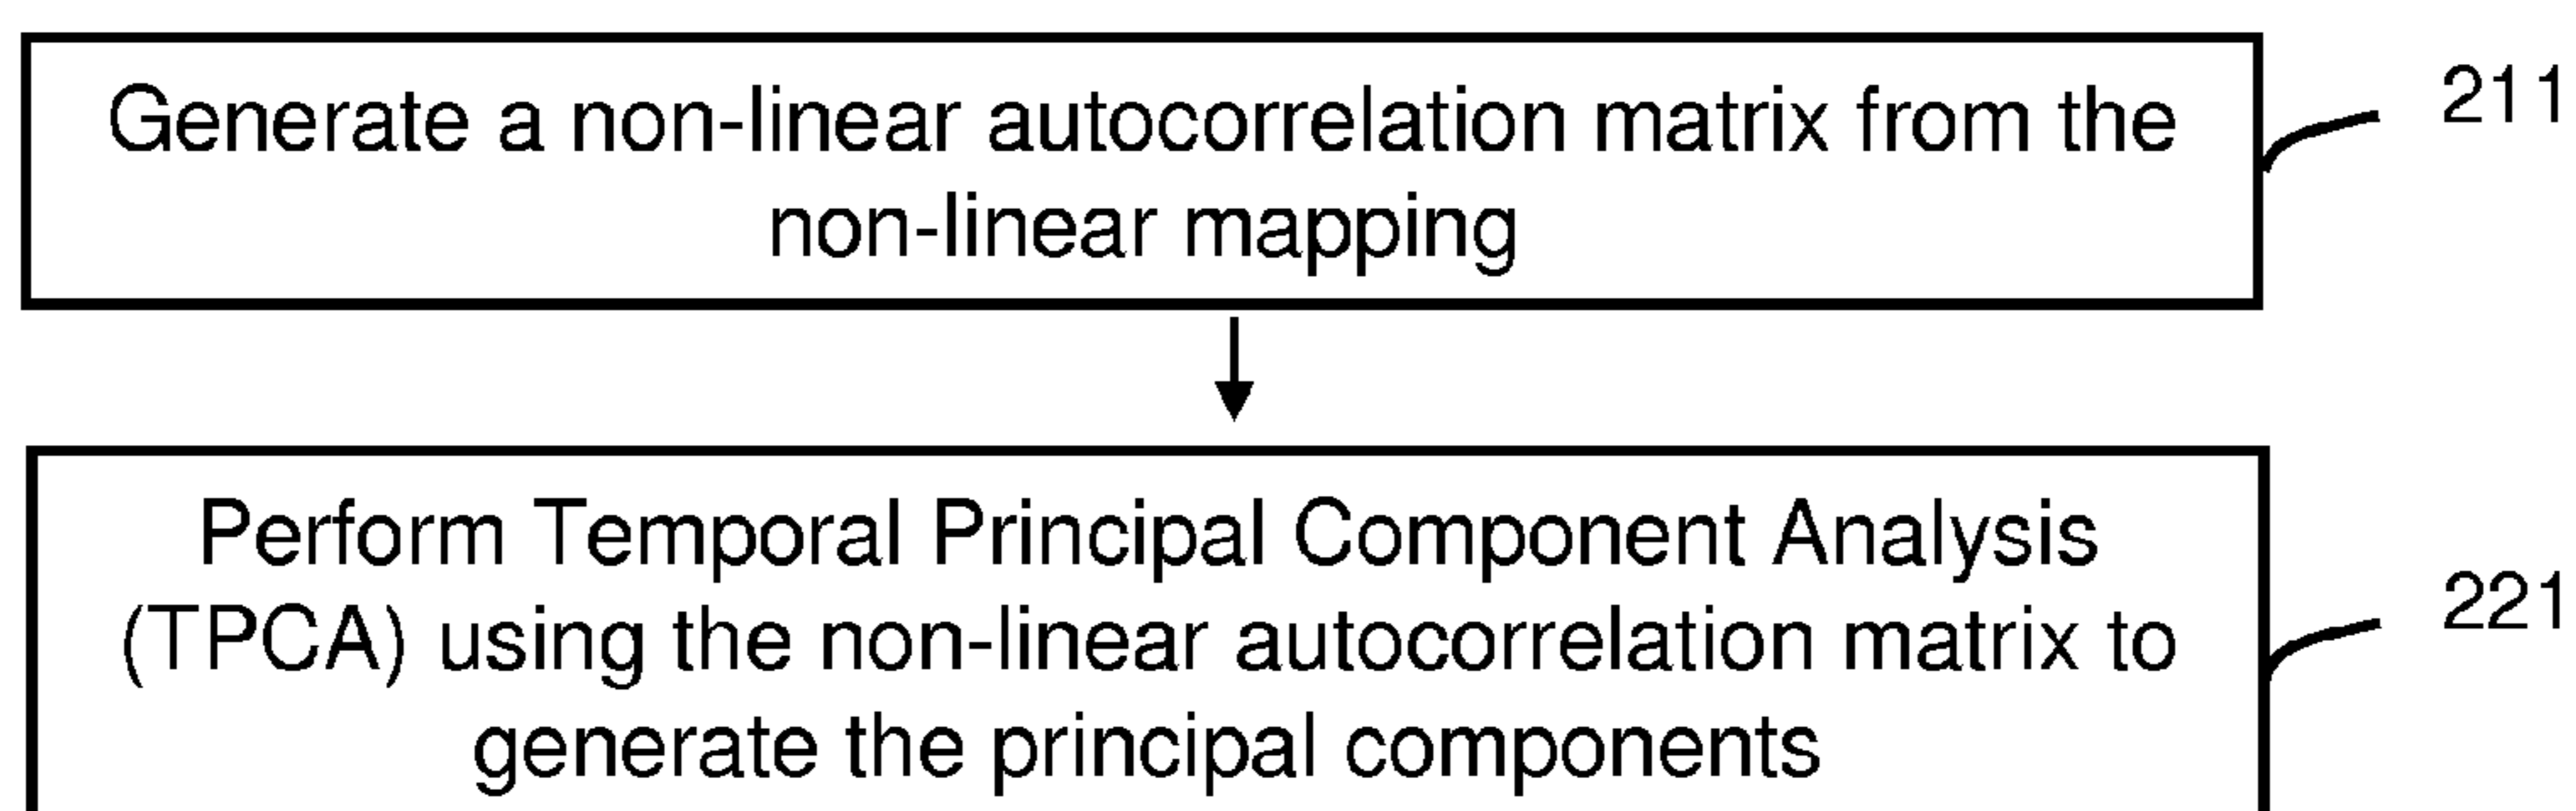 Generate a non-linear autocorrelation matrix from the
non-linear mapping
211
Perform Temporal Principal Component Analysis
(TPCA) using the non-linear autocorrelation matrix to
generate the principal components
221